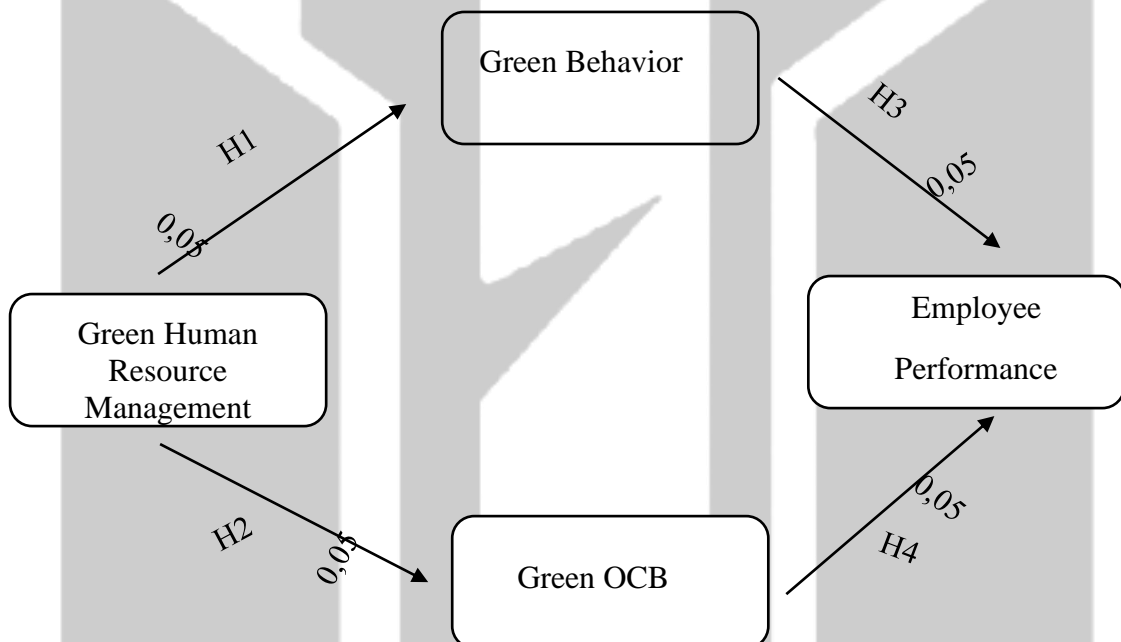 Green Behavior
H1
H3
0,05
0,05
Green Human
Resource
Management
Employee
Performance
H2
0,05
Green OCB
0,05
H4